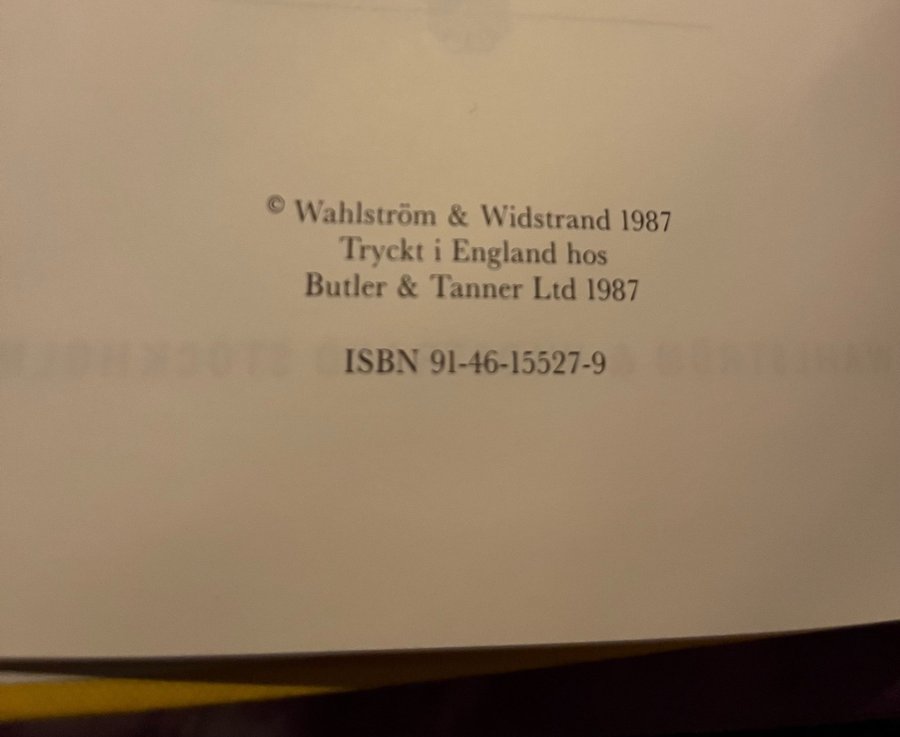 © Wahlström & Widstrand 1987
Tryckt i England hos
Butler & Tanner Ltd 1987
ISBN 91-46-15527-9